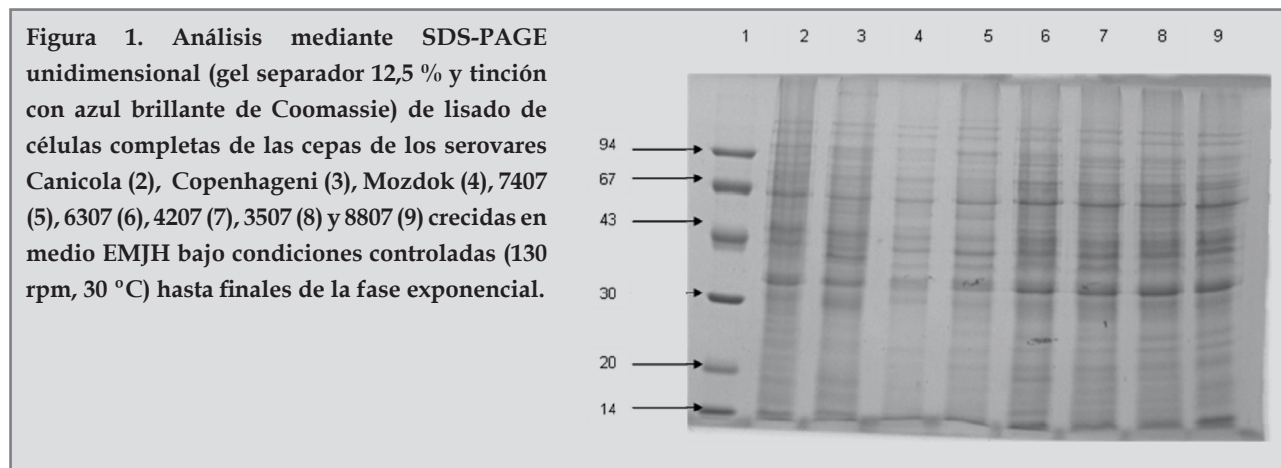 Figura 1. Análisis mediante SDS-PAGE
unidimensional (gel separador 12,5 % y tinción
con azul brillante de Coomassie) de lisado de
células completas de las cepas de los serovares
Canicola (2), Copenhageni (3), Mozdok (4), 7407
(5), 6307 (6), 4207 (7), 3507 (8) y 8807 (9) crecidas en
medio EMJH bajo condiciones controladas (130
rpm, 30 ºC) hasta finales de la fase exponencial.
1 2 3 4 5 6 7 8 9
94
67
43
30
20
14